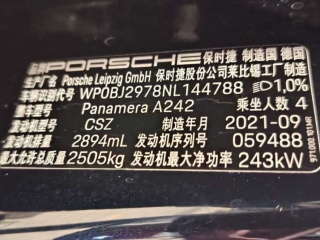 品牌 PORSCHE 保时捷 制造国 德国
生产厂名 Porsche Leipzig GmbH 保时捷股份公司莱比锡工厂制造
车辆识别代号 WP0BJ2978NL144788 1,0%
整车型号 Panamera A242 乘坐人数 4
发动机型号 CSZ 制造年月 2021-09
发动机排量 2894mL 发动机序列号 059488
最大允许总质量 2505kg 发动机最大净功率 243kW